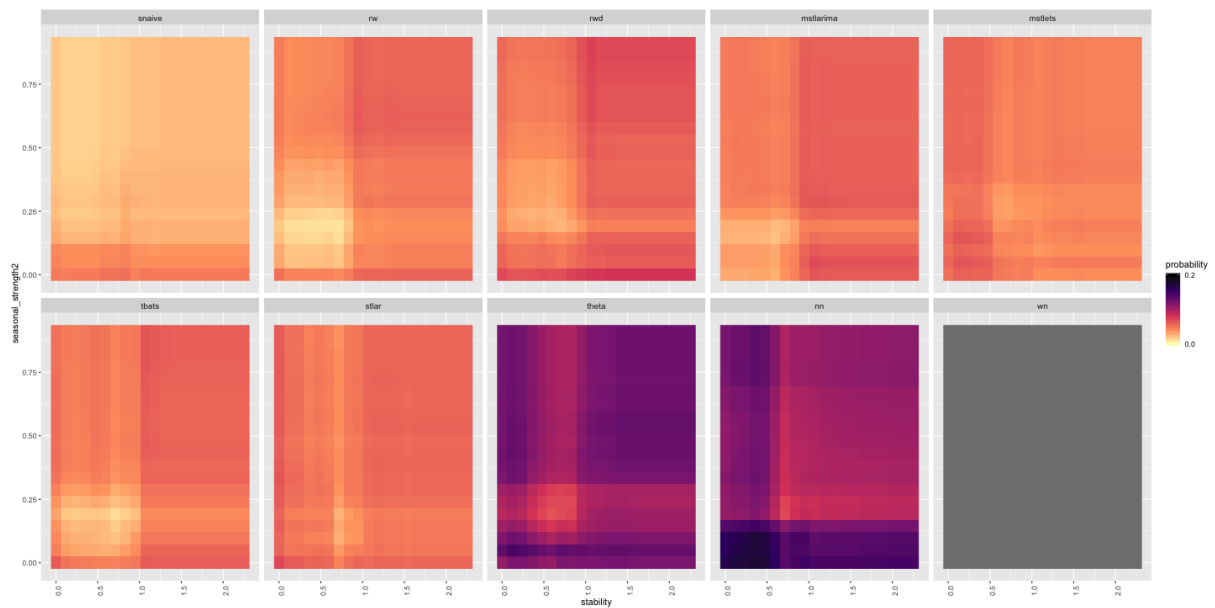 snaive rw rwd mstlarima mstlets
0.75
0.50
0.25
0.00
seasonal_strength2
tbats stlar theta nn wn
0.75
0.50
0.25
0.00
0.0 0.5 1.0 1.5 2.0 0.0 0.5 1.0 1.5 2.0 0.0 0.5 1.0 1.5 2.0 0.0 0.5 1.0 1.5 2.0 0.0 0.5 1.0 1.5 2.0
stability
probability
0.2
0.0